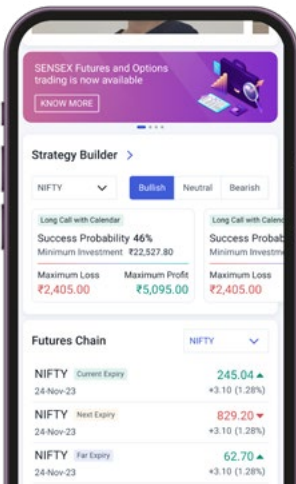 SENSEX Futures and Options
trading is now available
KNOW MORE
Strategy Builder >
NIFTY Bullish Neutral Bearish
Long Call with Calendar Long Call with
Success Probability 46% Success
Minimum Investment ₹22,527.80 Minimum
Maximum Loss Maximum Profit Maximum Loss
₹2,405.00 ₹5,095.00 ₹2,405.00
Futures Chain NIFTY
NIFTY Current Expiry 245.04 ▲
24-Nov-23 +3.10 (1.28%)
NIFTY Next Expiry 829.20 ▼
24-Nov-23 +3.10 (1.28%)
NIFTY Far Expiry 62.70 ▲
24-Nov-23 +3.10 (1.28%)